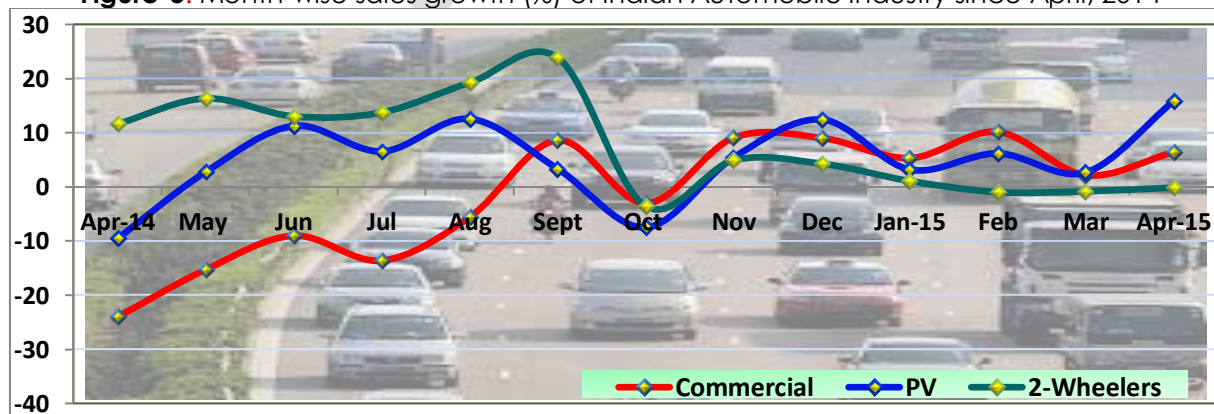 Figure 3: Month-wise sales growth (%) of Indian Automobile Industry since April, 2014
30
20
10
0
-10
-20
-30
-40
Apr-14 May Jun Jul Aug Sept Oct Nov Dec Jan-15 Feb Mar Apr-15
Commercial PV 2-Wheelers